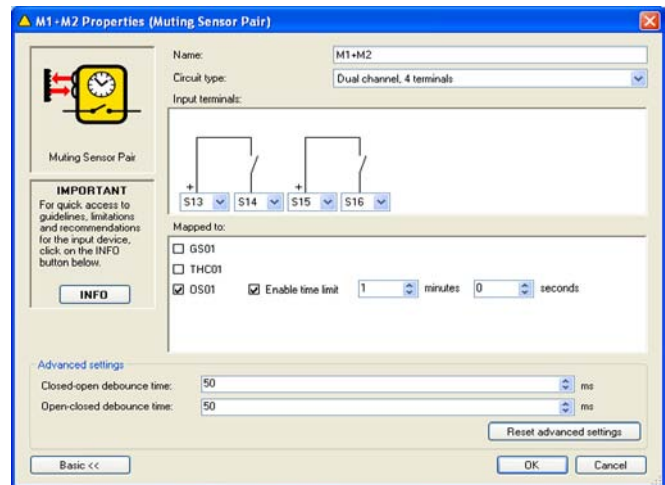 M1+M2 Properties (Muting Sensor Pair)
Muting Sensor Pair
IMPORTANT
For quick access to
guidelines, limitations
and recommendations
for the input device,
click on the INFO
button below.
INFO
Name: M1+M2
Circuit type: Dual channel, 4 terminals
Input terminals:
+ +
S13 S14 S15 S16
Mapped to:
GS01
THC01
OS01 Enable time limit 1 minutes 0 seconds
Advanced settings
Closed-open debounce time: 50 ms
Open-closed debounce time: 50 ms
Reset advanced settings
Basic << OK Cancel